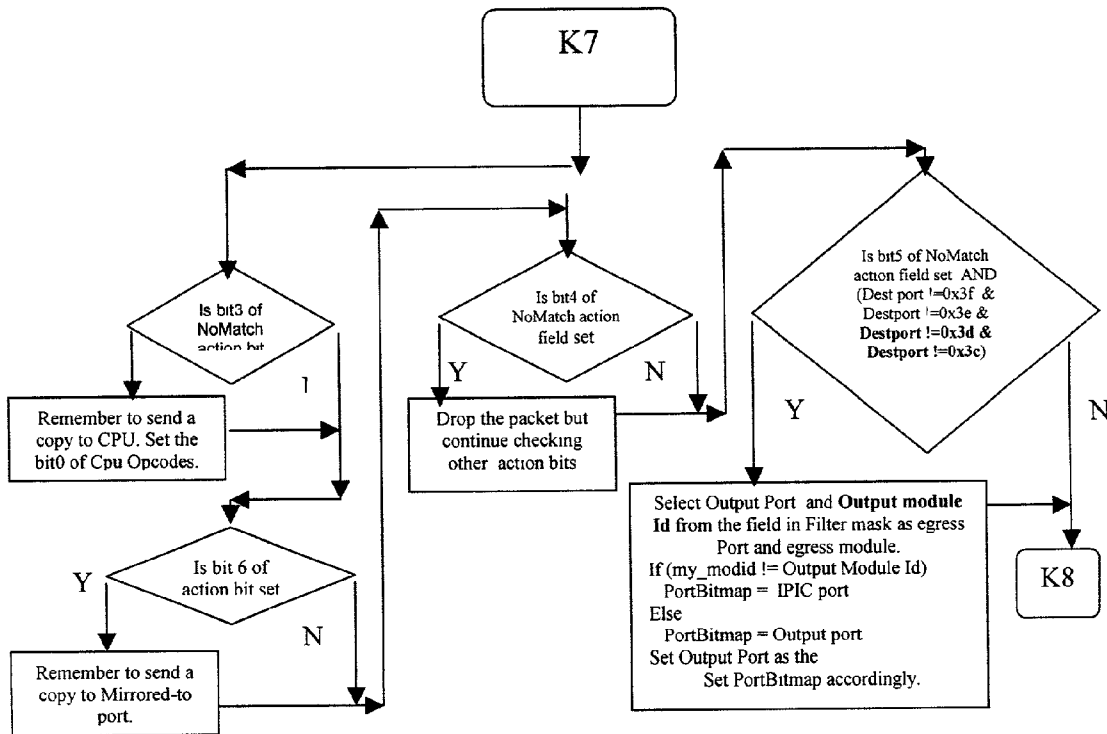 K7
Is bit3 of
NoMatch
action bit
Remember to send a
copy to CPU. Set the
bit0 of Cpu Opcodes.
Is bit 6 of
action bit set
Y
N
Remember to send a
copy to Mirrored-to
port.
Is bit4 of
NoMatch action
field set
Y
N
Drop the packet but
continue checking
other action bits
Is bit5 of NoMatch
action field set AND
(Dest port !=0x3f &
Destport !=0x3e &
Destport !=0x3d &
Destport !=0x3c)
Y
N
Select Output Port and Output module
Id from the field in Filter mask as egress
Port and egress module.
If (my_modid != Output Module Id)
PortBitmap = IPIC port
Else
PortBitmap = Output port
Set Output Port as the
Set PortBitmap accordingly.
K8